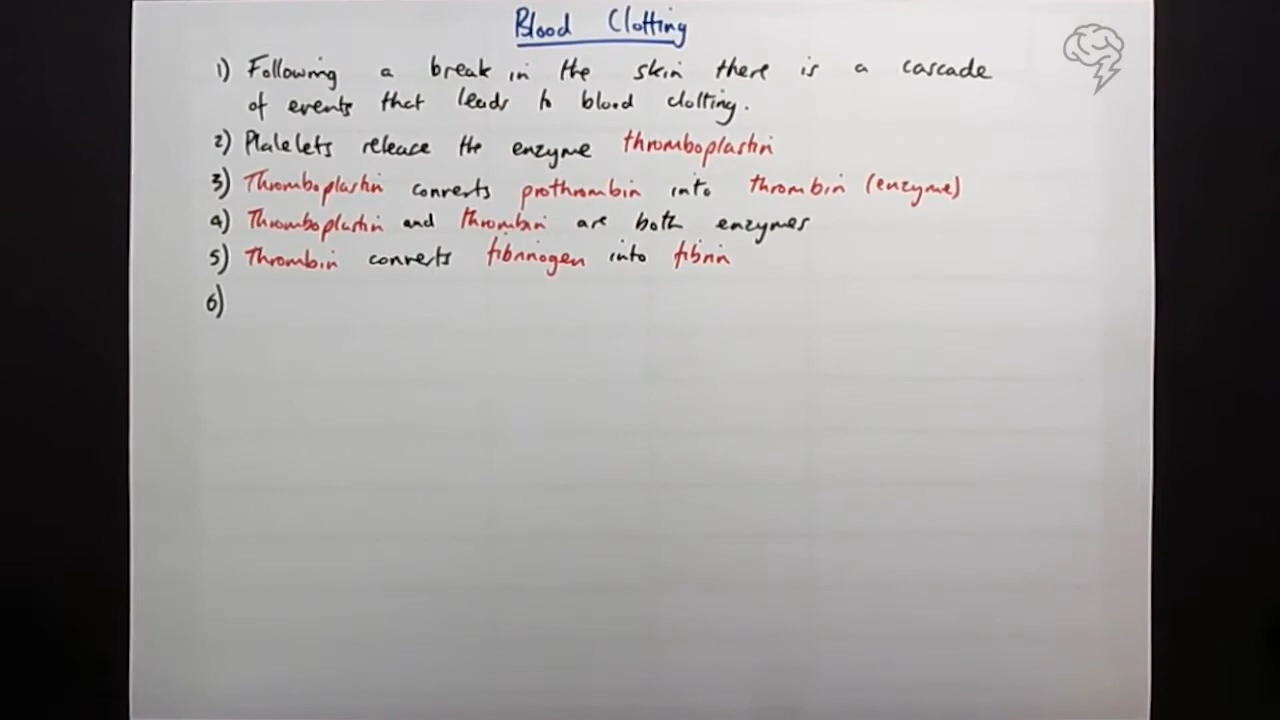 Blood Clotting
1) Following a break in the skin there is a cascade
of events that leads to blood clotting.
2) Platelets release the enzyme thromboplastin
3) Thromboplastin converts prothrombin into thrombin (enzyme)
4) Thromboplastin and thrombin are both enzymes
5) Thrombin converts fibrinogen into fibrin
6)